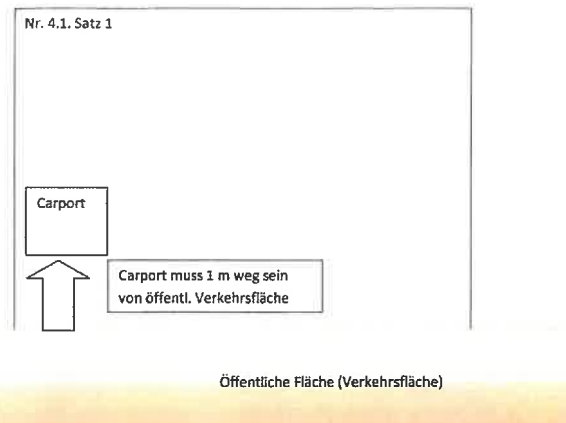 Nr. 4.1. Satz 1
Carport
Carport muss 1 m weg sein
von öffentl. Verkehrsfläche
Öffentliche Fläche (Verkehrsfläche)